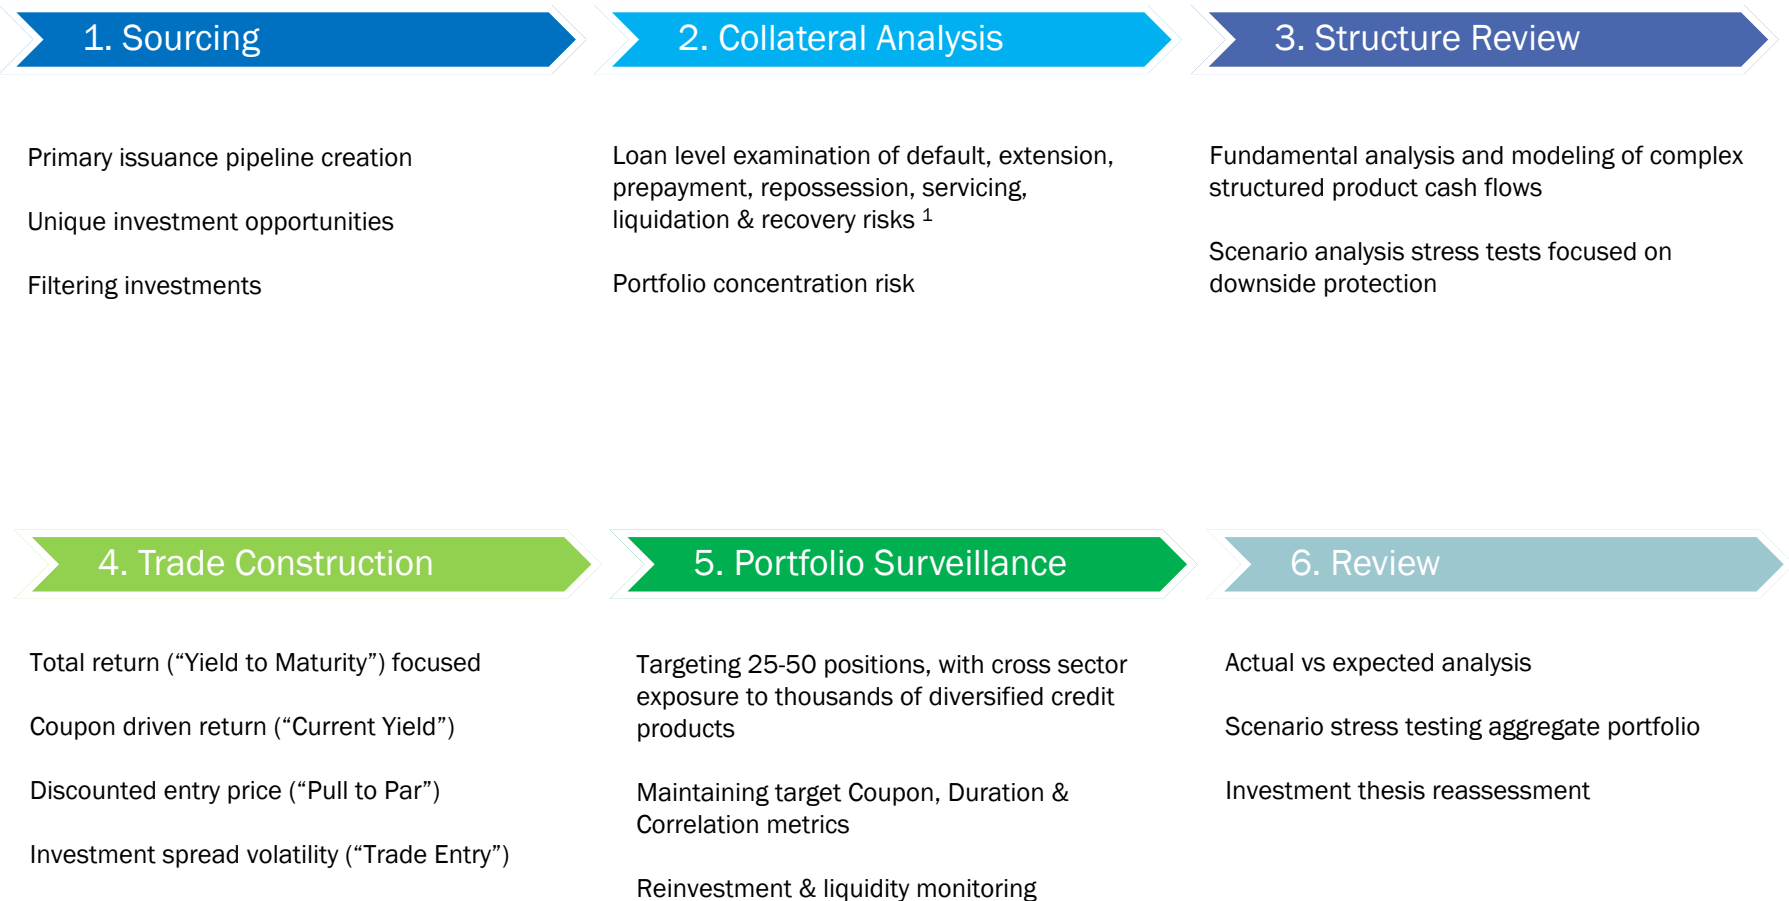 1. Sourcing
Primary issuance pipeline creation
Unique investment opportunities
Filtering investments
2. Collateral Analysis
Loan level examination of default, extension,
prepayment, repossession, servicing,
liquidation & recovery risks 1
Portfolio concentration risk
3. Structure Review
Fundamental analysis and modeling of complex
structured product cash flows
Scenario analysis stress tests focused on
downside protection
4. Trade Construction
Total return (“Yield to Maturity”) focused
Coupon driven return (“Current Yield”)
Discounted entry price (“Pull to Par”)
Investment spread volatility (“Trade Entry”)
5. Portfolio Surveillance
Targeting 25-50 positions, with cross sector
exposure to thousands of diversified credit
products
Maintaining target Coupon, Duration &
Correlation metrics
Reinvestment & liquidity monitoring
6. Review
Actual vs expected analysis
Scenario stress testing aggregate portfolio
Investment thesis reassessment